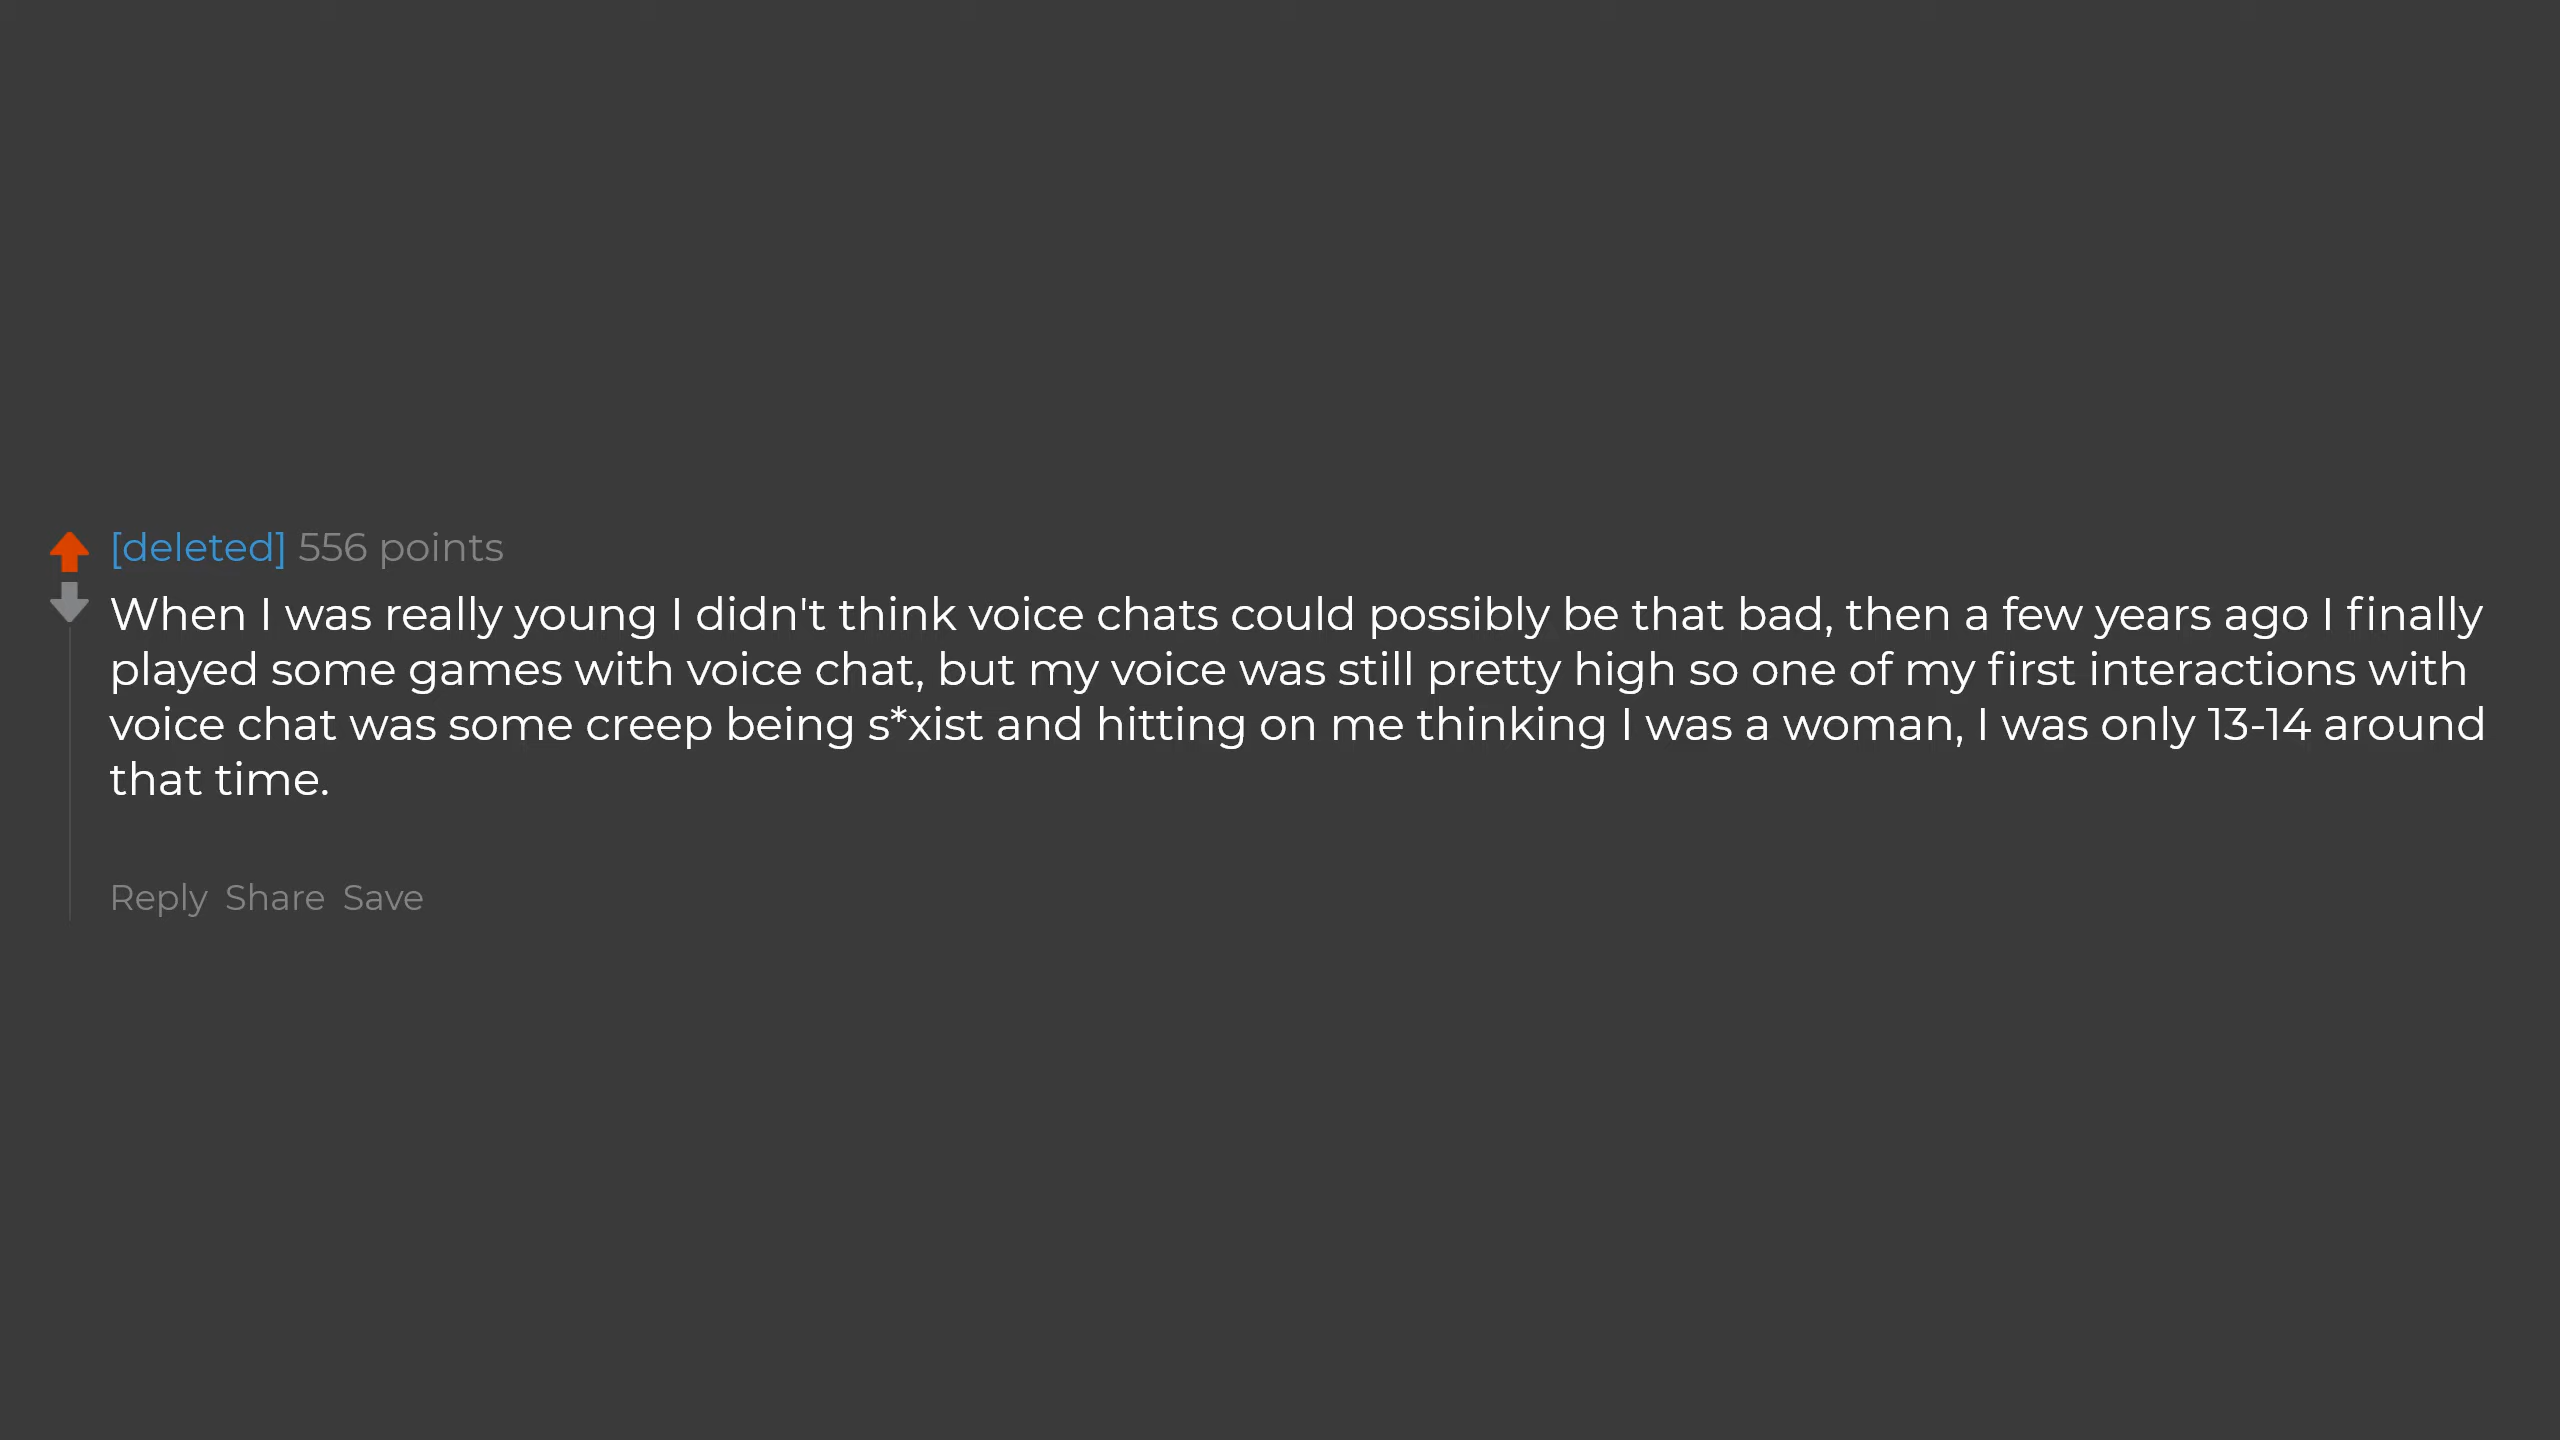 [deleted] 556 points
When I was really young I didn't think voice chats could possibly be that bad, then a few years ago I finally
played some games with voice chat, but my voice was still pretty high so one of my first interactions with
voice chat was some creep being s*xist and hitting on me thinking I was a woman, I was only 13-14 around
that time.
Reply Share Save